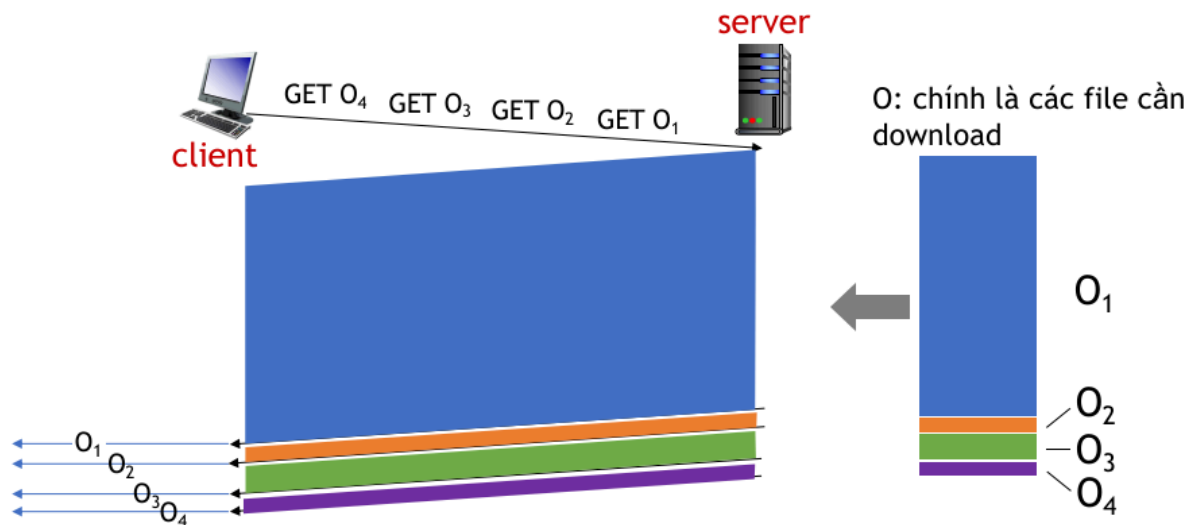 server
client
GET O₄ GET O₃ GET O₂ GET O₁
O: chính là các file cần
download
O₁
O₂
O₃
O₄
O₁
O₂
O₃
O₄